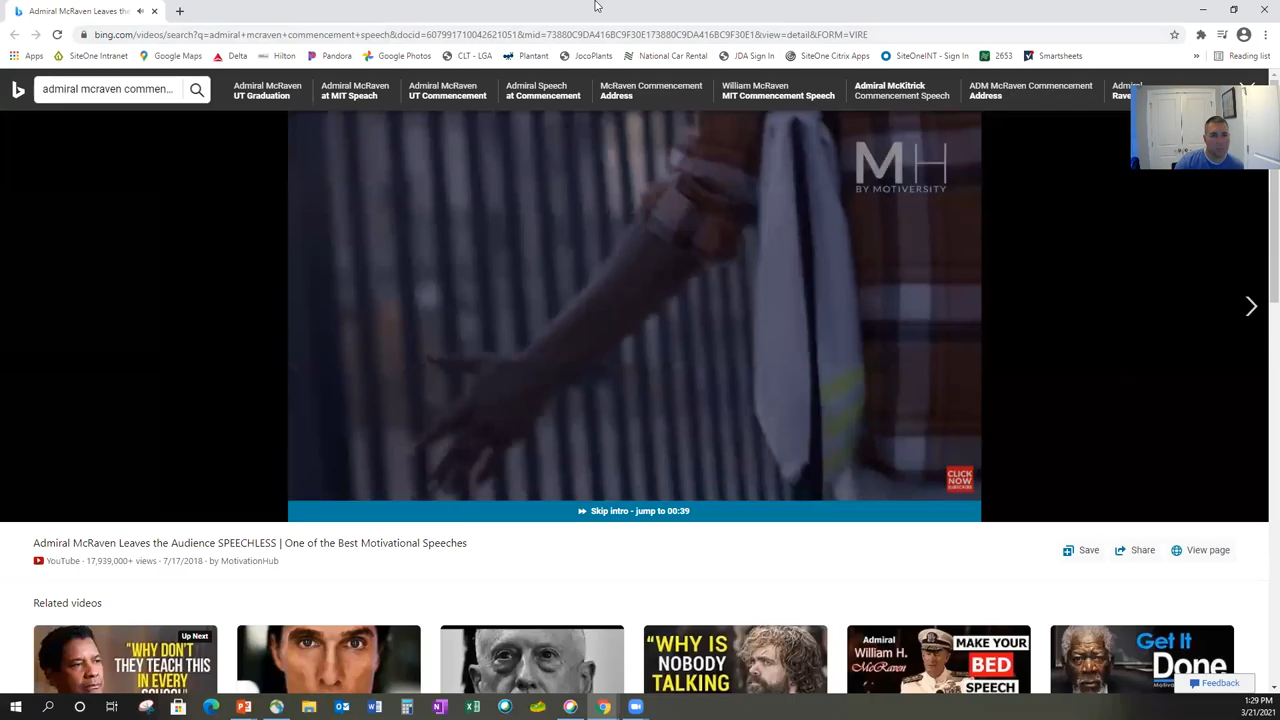 Admiral McRaven Leaves the
bing.com/videos/search?q=admiral+mcraven+commencement+speech&docid=607991710042621051&mid=73880C9DA416BC9F30E173880C9DA416BC9F30E1&view=detail&FORM=VIRE
Apps
SiteOne Intranet
Google Maps
Delta
Hilton
Pandora
Google Photos
CLT - LGA
Plantant
JocoPlants
National Car Rental
JDA Sign In
SiteOne Citrix Apps
SiteOneINT - Sign In
2653
Smartsheets
»
Reading list
admiral mcraven commen...
Admiral McRaven
UT Graduation
Admiral McRaven
at MIT Speach
Admiral McRaven
UT Commencement
Admiral Speech
at Commencement
McRaven Commencement
Address
William McRaven
MIT Commencment Speech
Admiral McKitrick
Commencement Speech
ADM McRaven Commencement
Address
MH
BY MOTIVERSITY
CLICK
NOW
SUBSCRIBE
Skip intro - jump to 00:39
Admiral McRaven Leaves the Audience SPEECHLESS | One of the Best Motivational Speeches
YouTube · 17,939,000+ views · 7/17/2018 · by MotivationHub
Save
Share
View page
Related videos
Up Next
"WHY DON'T
THEY TEACH THIS
IN EVERY
"WHY IS
NOBODY
TALKING
Admiral
William H.
McRaven
MAKE YOUR
BED
SPEECH
Get It
Done
Feedback
1:29 PM
3/21/2021